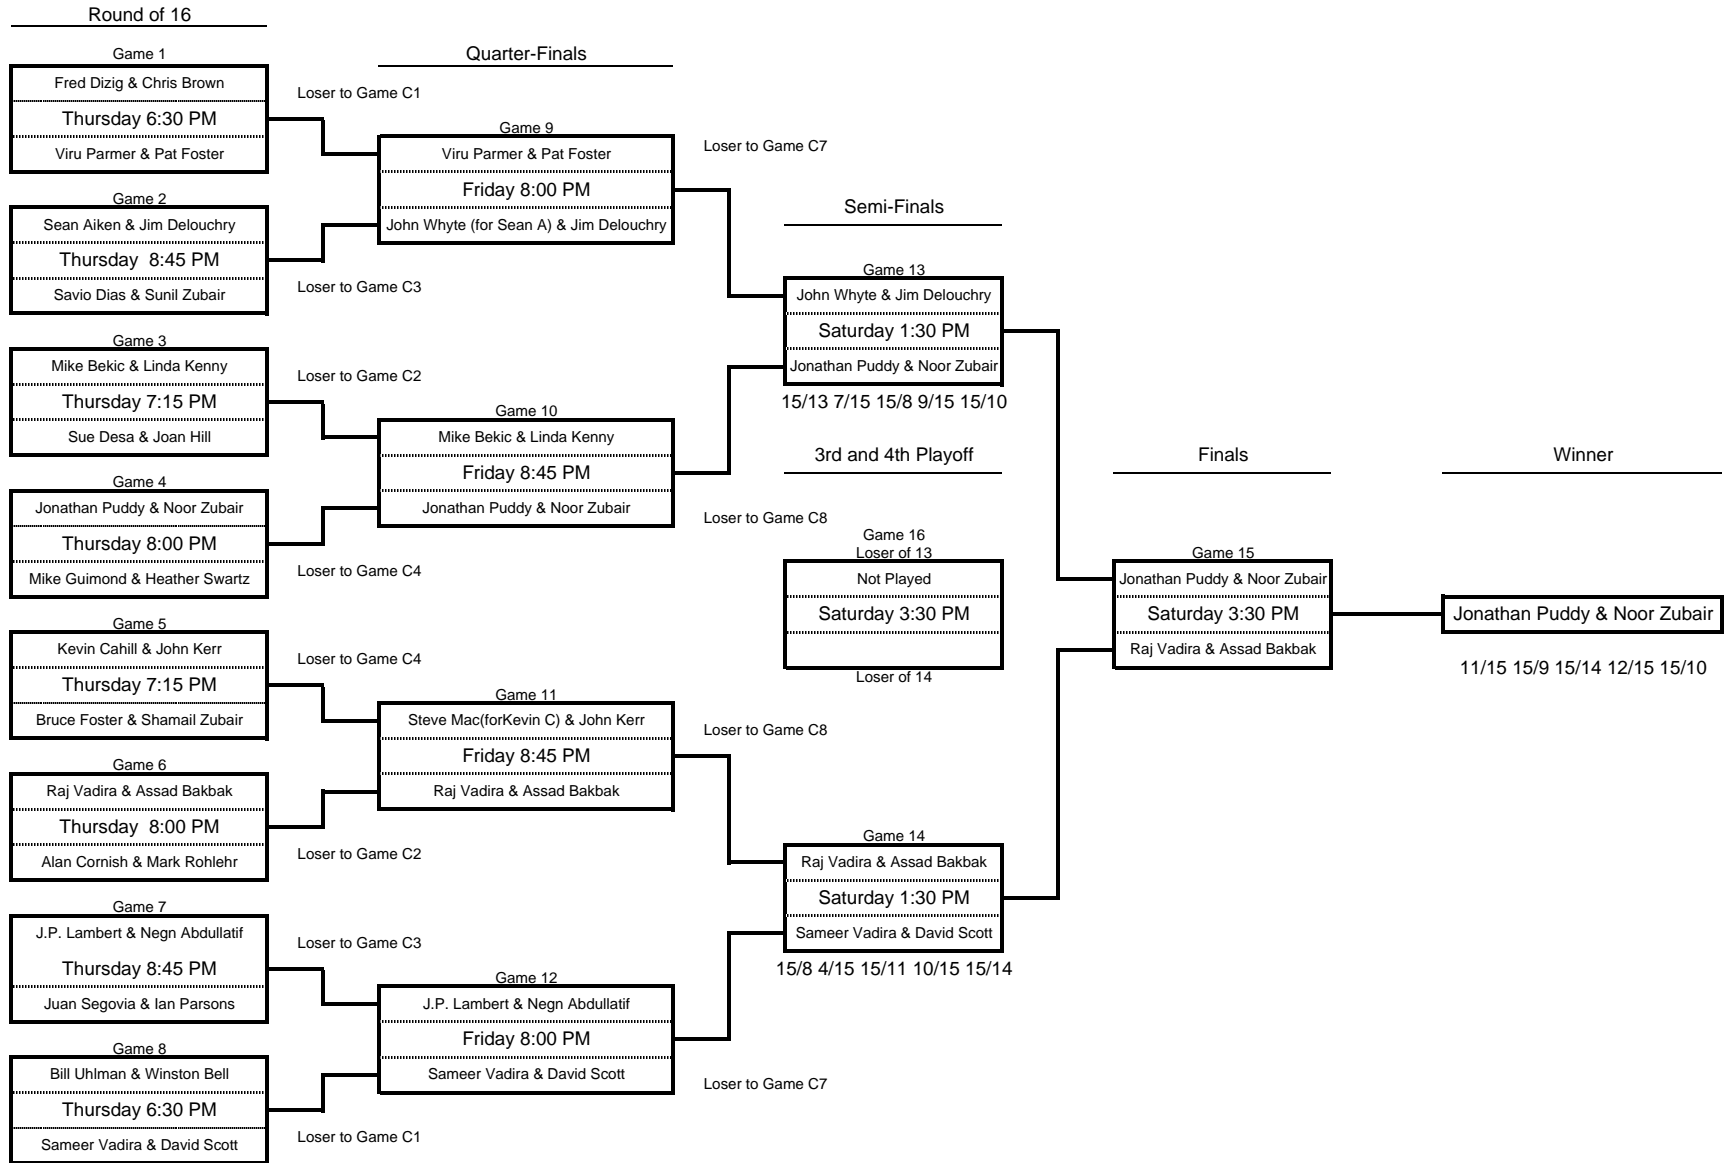 Round of 16
Game 1
Fred Dizig & Chris Brown
Thursday 6:30 PM
Viru Parmer & Pat Foster
Loser to Game C1
Game 2
Sean Aiken & Jim Delouchry
Thursday  8:45 PM
Savio Dias & Sunil Zubair
Loser to Game C3
Game 3
Mike Bekic & Linda Kenny
Thursday 7:15 PM
Sue Desa & Joan Hill
Loser to Game C2
Game 4
Jonathan Puddy & Noor Zubair
Thursday 8:00 PM
Mike Guimond & Heather Swartz
Loser to Game C4
Game 5
Kevin Cahill & John Kerr
Thursday 7:15 PM
Bruce Foster & Shamail Zubair
Loser to Game C4
Game 6
Raj Vadira & Assad Bakbak
Thursday  8:00 PM
Alan Cornish & Mark Rohlehr
Loser to Game C2
Game 7
J.P. Lambert & Negn Abdullatif
Thursday 8:45 PM
Juan Segovia & Ian Parsons
Loser to Game C3
Game 8
Bill Uhlman & Winston Bell
Thursday 6:30 PM
Sameer Vadira & David Scott
Loser to Game C1
Quarter-Finals
Game 9
Viru Parmer & Pat Foster
Friday 8:00 PM
John Whyte (for Sean A) & Jim Delouchry
Loser to Game C7
Game 10
Mike Bekic & Linda Kenny
Friday 8:45 PM
Jonathan Puddy & Noor Zubair
Loser to Game C8
Game 11
Steve Mac(forKevin C) & John Kerr
Friday 8:45 PM
Raj Vadira & Assad Bakbak
Loser to Game C8
Game 12
J.P. Lambert & Negn Abdullatif
Friday 8:00 PM
Sameer Vadira & David Scott
Loser to Game C7
Semi-Finals
Game 13
John Whyte & Jim Delouchry
Saturday 1:30 PM
Jonathan Puddy & Noor Zubair
15/13 7/15 15/8 9/15 15/10
3rd and 4th Playoff
Game 16
Loser of 13
Not Played
Saturday 3:30 PM
Loser of 14
Game 14
Raj Vadira & Assad Bakbak
Saturday 1:30 PM
Sameer Vadira & David Scott
15/8 4/15 15/11 10/15 15/14
Finals
Game 15
Jonathan Puddy & Noor Zubair
Saturday 3:30 PM
Raj Vadira & Assad Bakbak
Winner
Jonathan Puddy & Noor Zubair
11/15 15/9 15/14 12/15 15/10